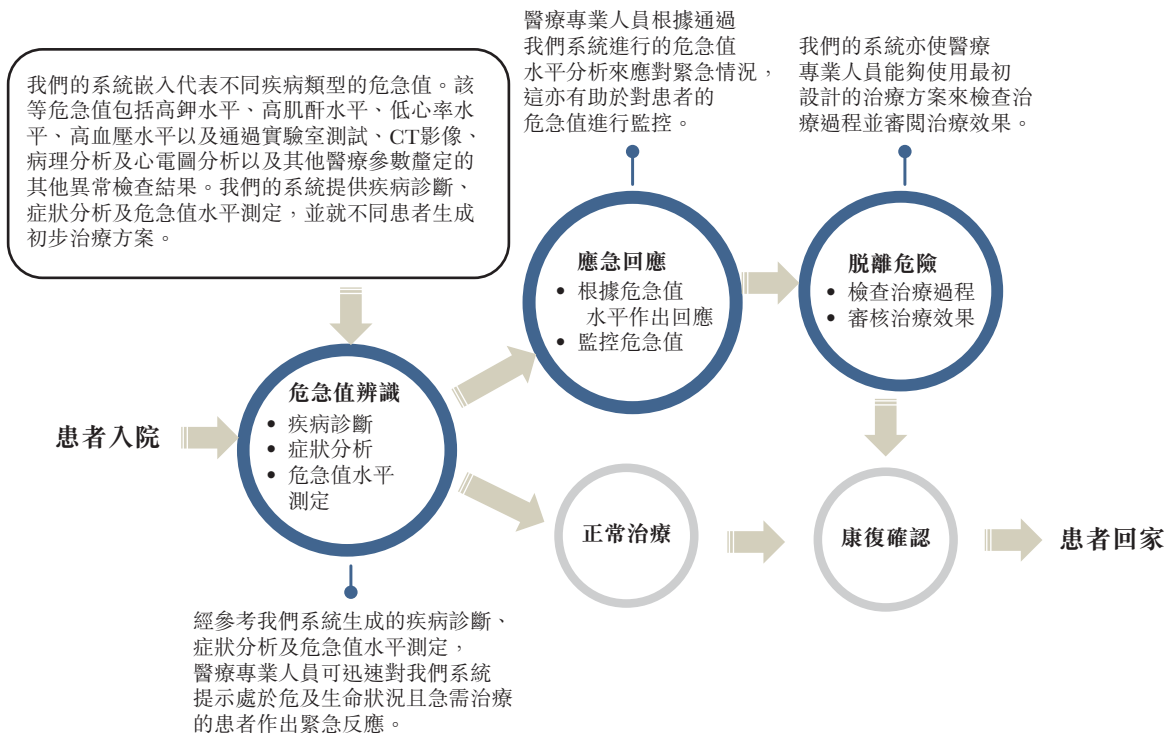 我們的系統嵌入代表不同疾病類型的危急值。該
等危急值包括高鉀水平、高肌酐水平、低心率水
平、高血壓水平以及通過實驗室測試、CT影像、
病理分析及心電圖分析以及其他醫療參數釐定的
其他異常檢查結果。我們的系統提供疾病診斷、
症狀分析及危急值水平測定，並就不同患者生成
初步治療方案。
醫療專業人員根據通過
我們系統進行的危急值
水平分析來應對緊急情況，
這亦有助於對患者的
危急值進行監控。
我們的系統亦使醫療
專業人員能夠使用最初
設計的治療方案來檢查治
療過程並審閱治療效果。
應急回應
• 根據危急值
水平作出回應
• 監控危急值
脱離危險
• 檢查治療過程
• 審核治療效果
患者入院
危急值辨識
• 疾病診斷
• 症狀分析
• 危急值水平
測定
正常治療
康復確認
患者回家
經參考我們系統生成的疾病診斷、
症狀分析及危急值水平測定，
醫療專業人員可迅速對我們系統
提示處於危及生命狀況且急需治療
的患者作出緊急反應。